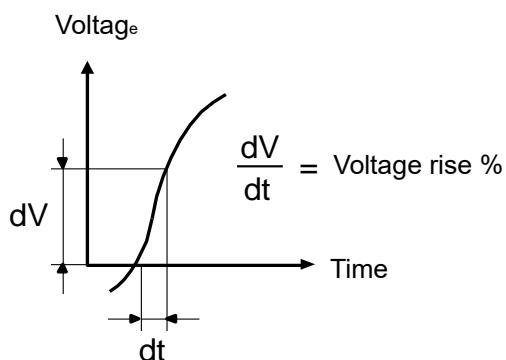 Voltage
dV
dt
= Voltage rise %
dV
Time
dt